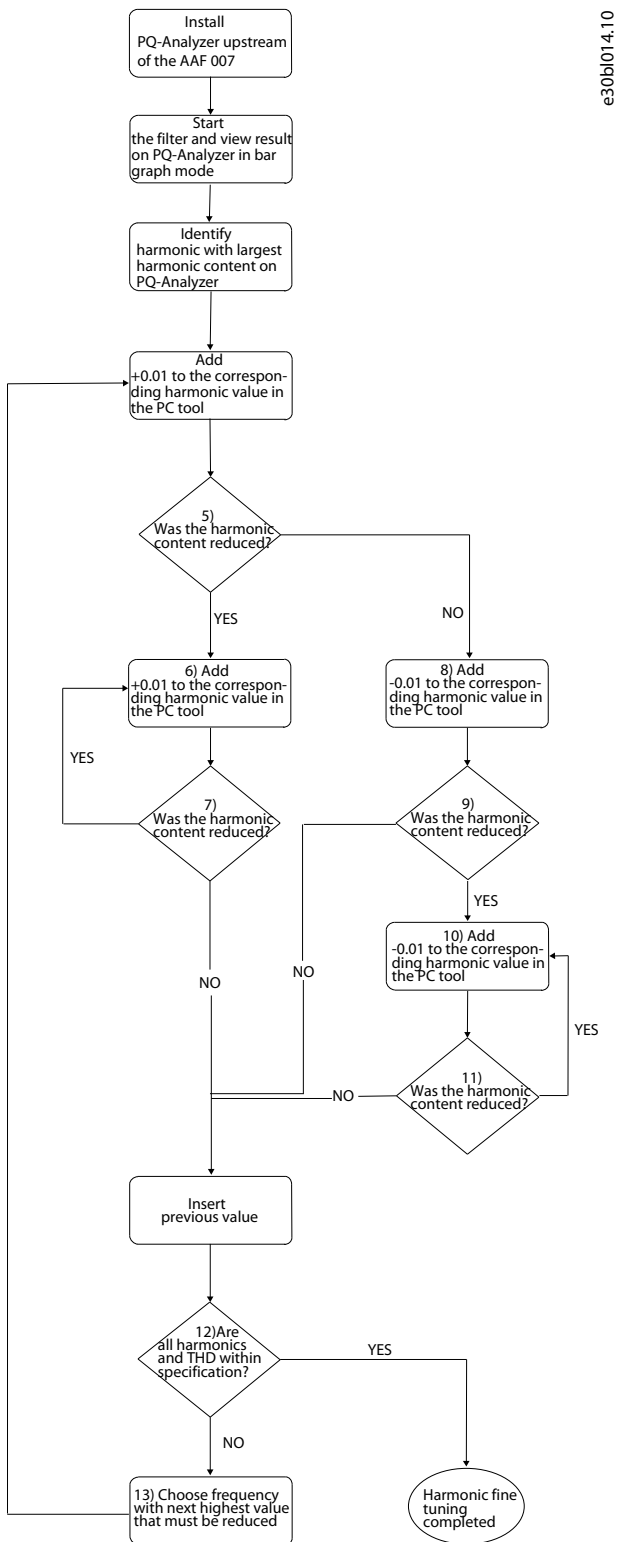 e30bl014.10
Install
PQ-Analyzer upstream
of the AAF 007
Start
the filter and view result
on PQ-Analyzer in bar
graph mode
Identify
harmonic with largest
harmonic content on
PQ-Analyzer
Add
+0.01 to the correspon-
ding harmonic value in
the PC tool
5)
Was the harmonic
content reduced?
YES
NO
6) Add
+0.01 to the correspon-
ding harmonic value in
the PC tool
8) Add
-0.01 to the correspon-
ding harmonic value in
the PC tool
YES
7)
Was the harmonic
content reduced?
9)
Was the harmonic
content reduced?
YES
10) Add
-0.01 to the correspon-
ding harmonic value in
the PC tool
NO
NO
YES
11)
Was the harmonic
content reduced?
NO
Insert
previous value
12)Are
all harmonics
and THD within
specification?
YES
NO
13) Choose frequency
with next highest value
that must be reduced
Harmonic fine
tuning
completed